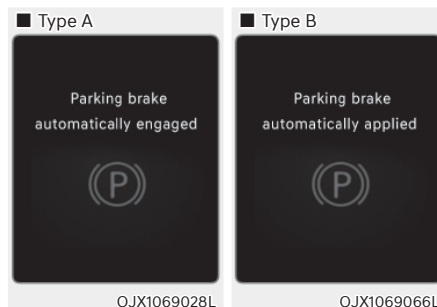 ■ Type A
Parking brake
automatically engaged
P
OJX1069028L
■ Type B
Parking brake
automatically applied
P
OJX1069066L